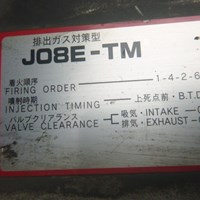 排出ガス対策型
J08E-TM
着火順序
FIRING ORDER 1-4-2-6
噴射時期
INJECTION TIMING 上死点前・B.T.D
バルブクリアランス 吸気・INTAKE
VALVE CLEARANCE 排気・EXHAUST